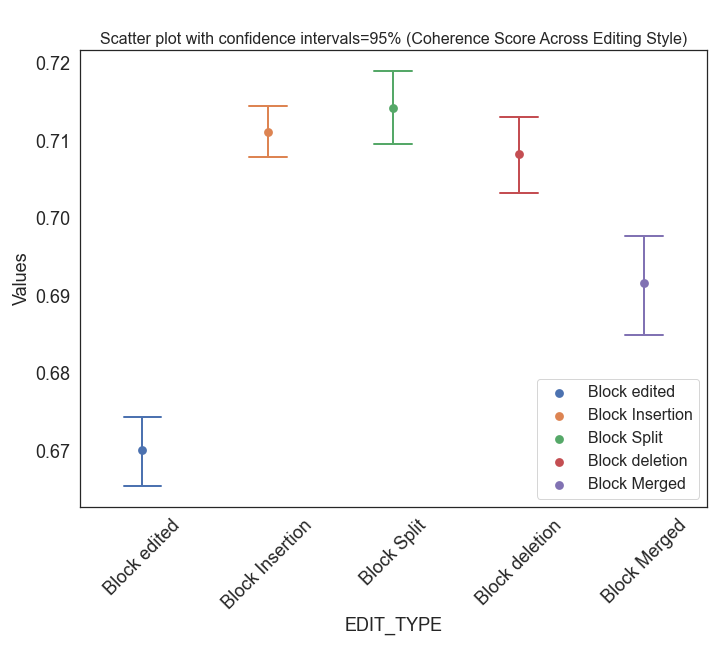 Scatter plot with confidence intervals=95% (Coherence Score Across Editing Style)
0.72
0.71
0.70
0.69
0.68
0.67
Values
Block edited
Block Insertion
Block Split
Block deletion
Block Merged
Block edited
Block Insertion
Block Split
Block deletion
Block Merged
EDIT_TYPE